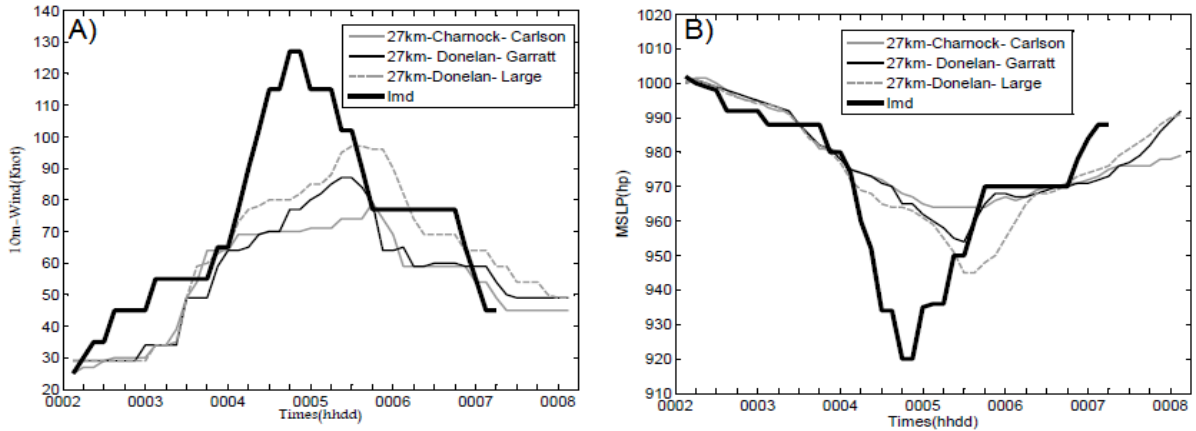 A)
27km-Charnock- Carlson
27km- Donelan- Garratt
27km-Donelan- Large
Imd
10m-Wind(Knot)
140
130
120
110
100
90
80
70
60
50
40
30
20
0002 0003 0004 0005 0006 0007 0008
Times(hhdd)
B)
27km-Charnock- Carlson
27km- Donelan- Garratt
27km-Donelan- Large
Imd
MSLP(hp)
1020
1010
1000
990
980
970
960
950
940
930
920
910
0002 0003 0004 0005 0006 0007 0008
Times(hhdd)